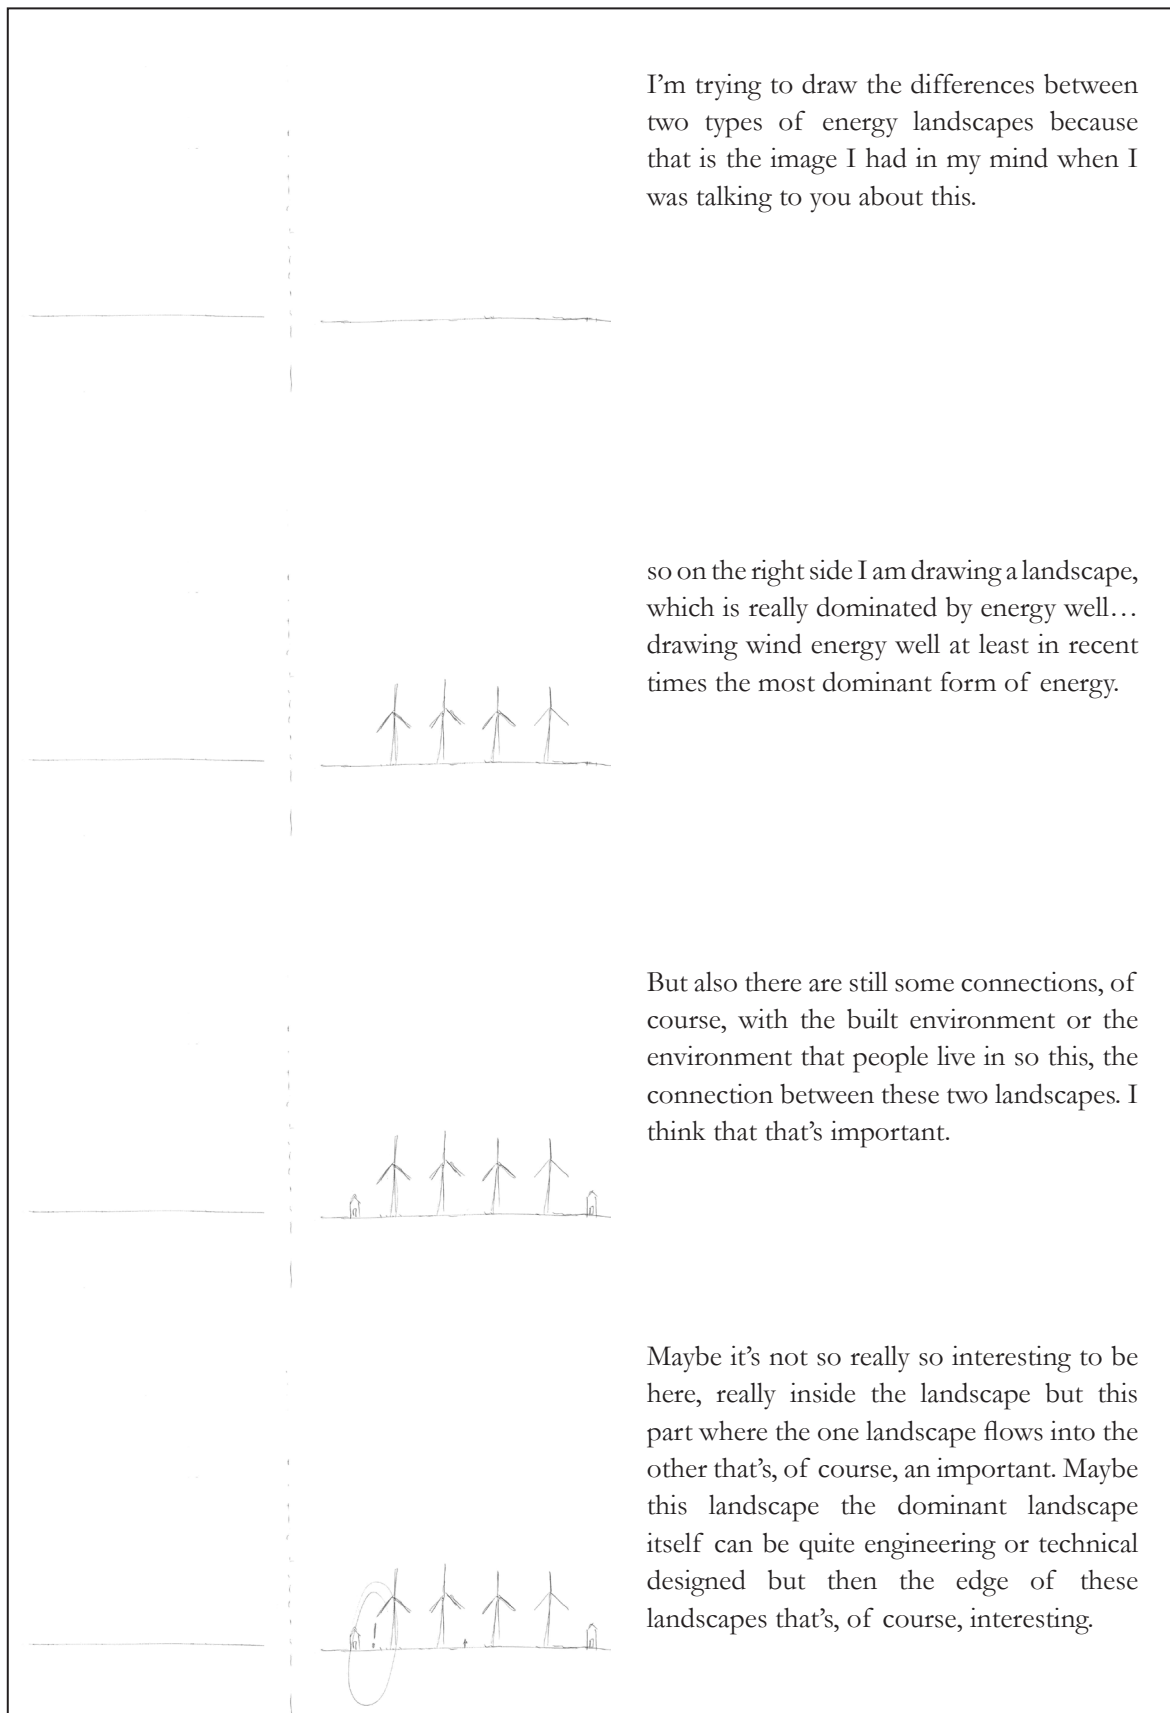 I’m trying to draw the differences between
two types of energy landscapes because
that is the image I had in my mind when I
was talking to you about this.
so on the right side I am drawing a landscape,
which is really dominated by energy well…
drawing wind energy well at least in recent
times the most dominant form of energy.
But also there are still some connections, of
course, with the built environment or the
environment that people live in so this, the
connection between these two landscapes. I
think that that’s important.
Maybe it’s not so really so interesting to be
here, really inside the landscape but this
part where the one landscape flows into the
other that’s, of course, an important. Maybe
this landscape the dominant landscape
itself can be quite engineering or technical
designed but then the edge of these
landscapes that’s, of course, interesting.